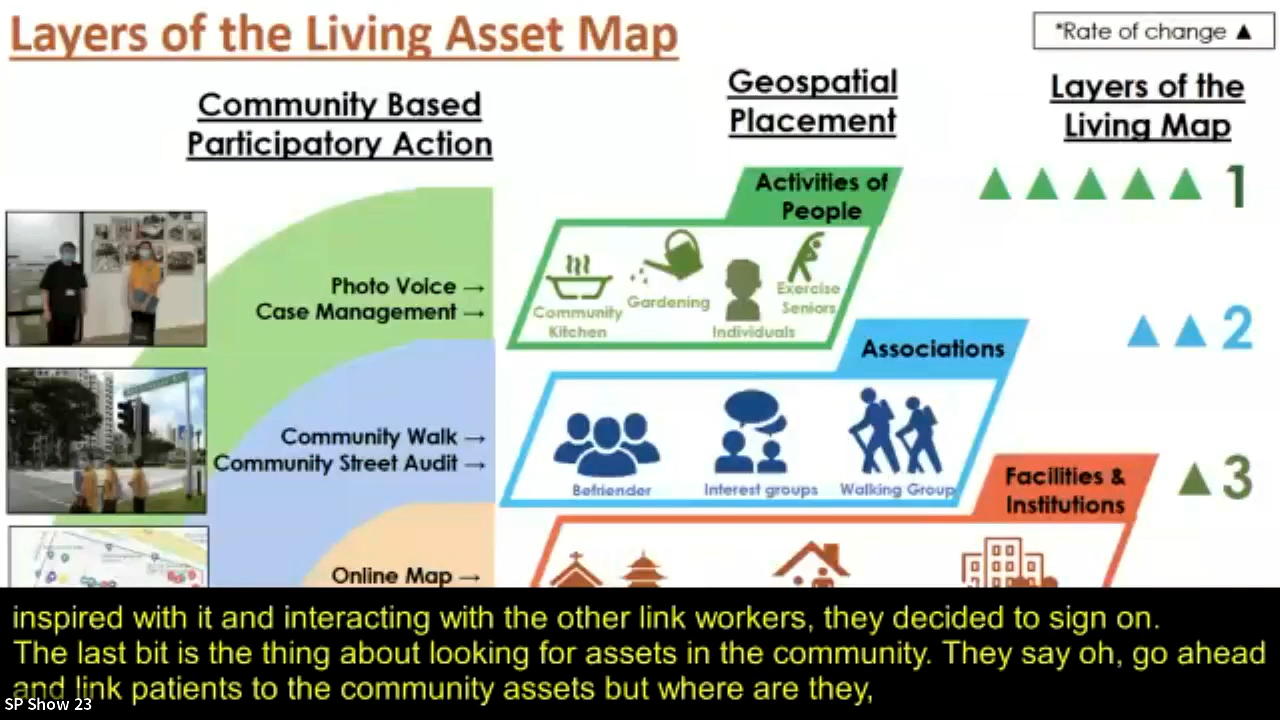 Layers of the Living Asset Map
*Rate of change ▲
Community Based
Participatory Action
Geospatial
Placement
Layers of the
Living Map
Activities of
People
1
Photo Voice →
Case Management →
Community
Kitchen
Gardening
Individuals
Exercise
Seniors
Associations
2
Community Walk →
Community Street Audit →
Befriender
Interest groups
Walking Group
Facilities &
Institutions
3
Online Map →
inspired with it and interacting with the other link workers, they decided to sign on.
The last bit is the thing about looking for assets in the community. They say oh, go ahead
and link patients to the community assets but where are they,
SP Show 23